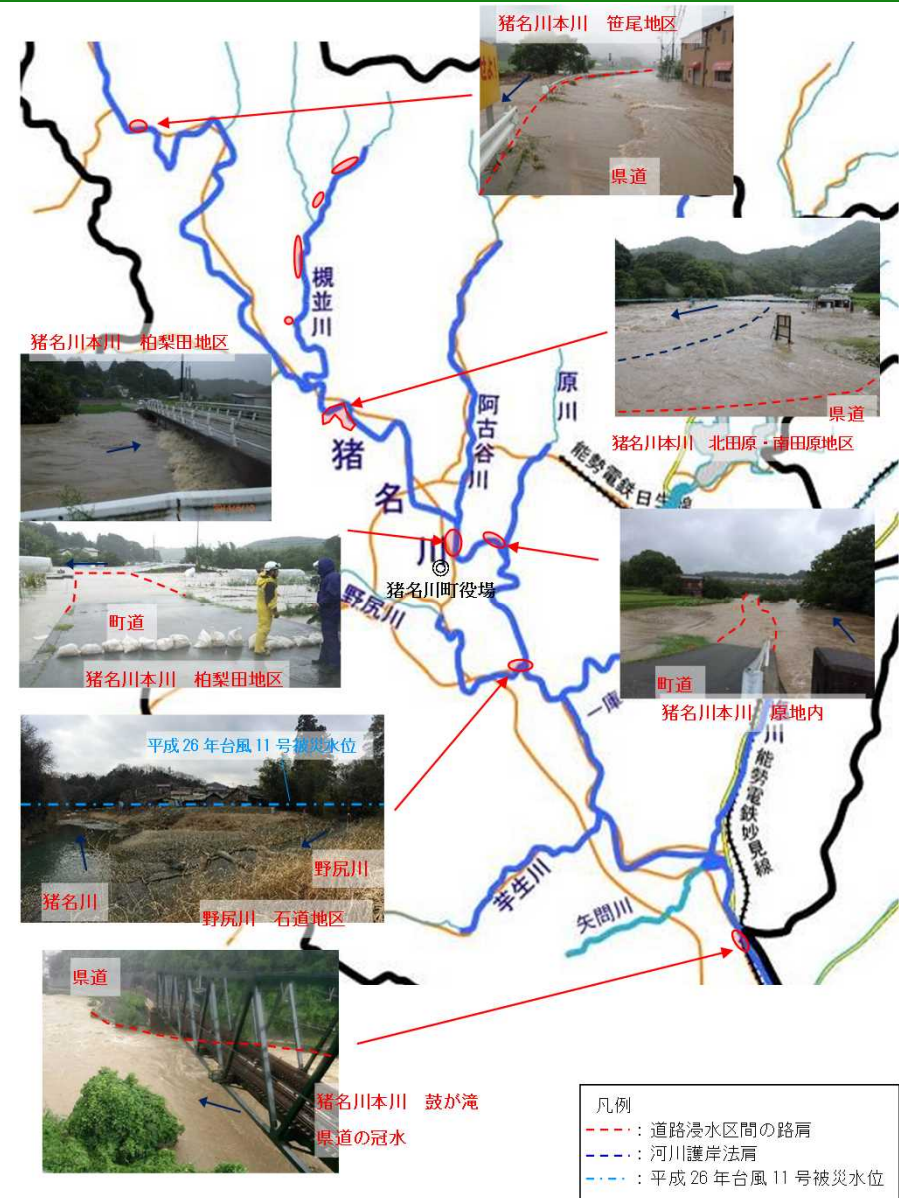 猪名川本川 笹尾地区
県道
猪名川本川 柏梨田地区
槻並川
県道
猪名川本川 北田原・南田原地区
原川
阿古谷川
能勢電鉄日生線
猪名川
猪名川町役場
野尻川
町道
猪名川本川 柏梨田地区
町道
猪名川本川 原地内
一庫
川
能勢電鉄妙見線
平成26年台風11号被災水位
野尻川
猪名川
野尻川 石道地区
芋生川
矢問川
県道
猪名川本川 鼓が滝
県道の冠水
凡例
：道路浸水区間の路肩
：河川護岸法肩
：平成26年台風11号被災水位